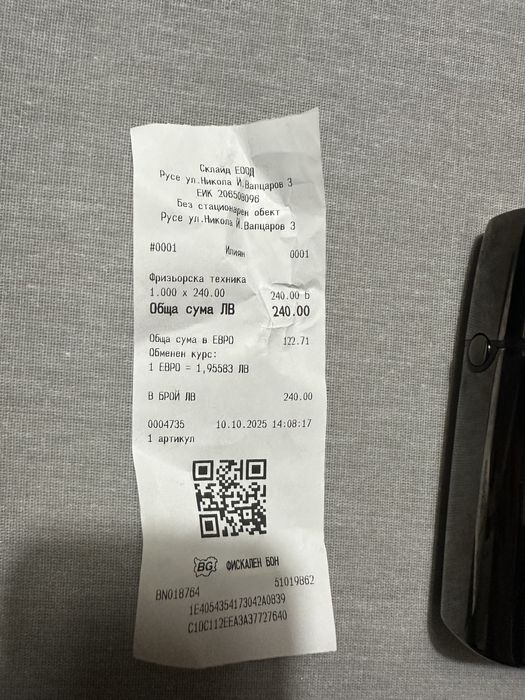 Склаид ЕООД
Русе ул.Никола Й.Вапцаров 3
ЕИК 206508096
Без стационарен обект
Русе ул.Никола Й.Вапцаров 3
#0001 Илиян 0001
Фризьорска техника
1.000 x 240.00 240.00 Б
Обща сума ЛВ 240.00
Обща сума в ЕВРО 122.71
Обменен курс:
1 ЕВРО = 1,95583 ЛВ
В БРОЙ ЛВ 240.00
0004735 10.10.2025 14:08:17
1 артикул
BG ФИСКАЛЕН БОН
BN018764 51019862
1E4054354173042A0839
C1DC112EEA3A37727640